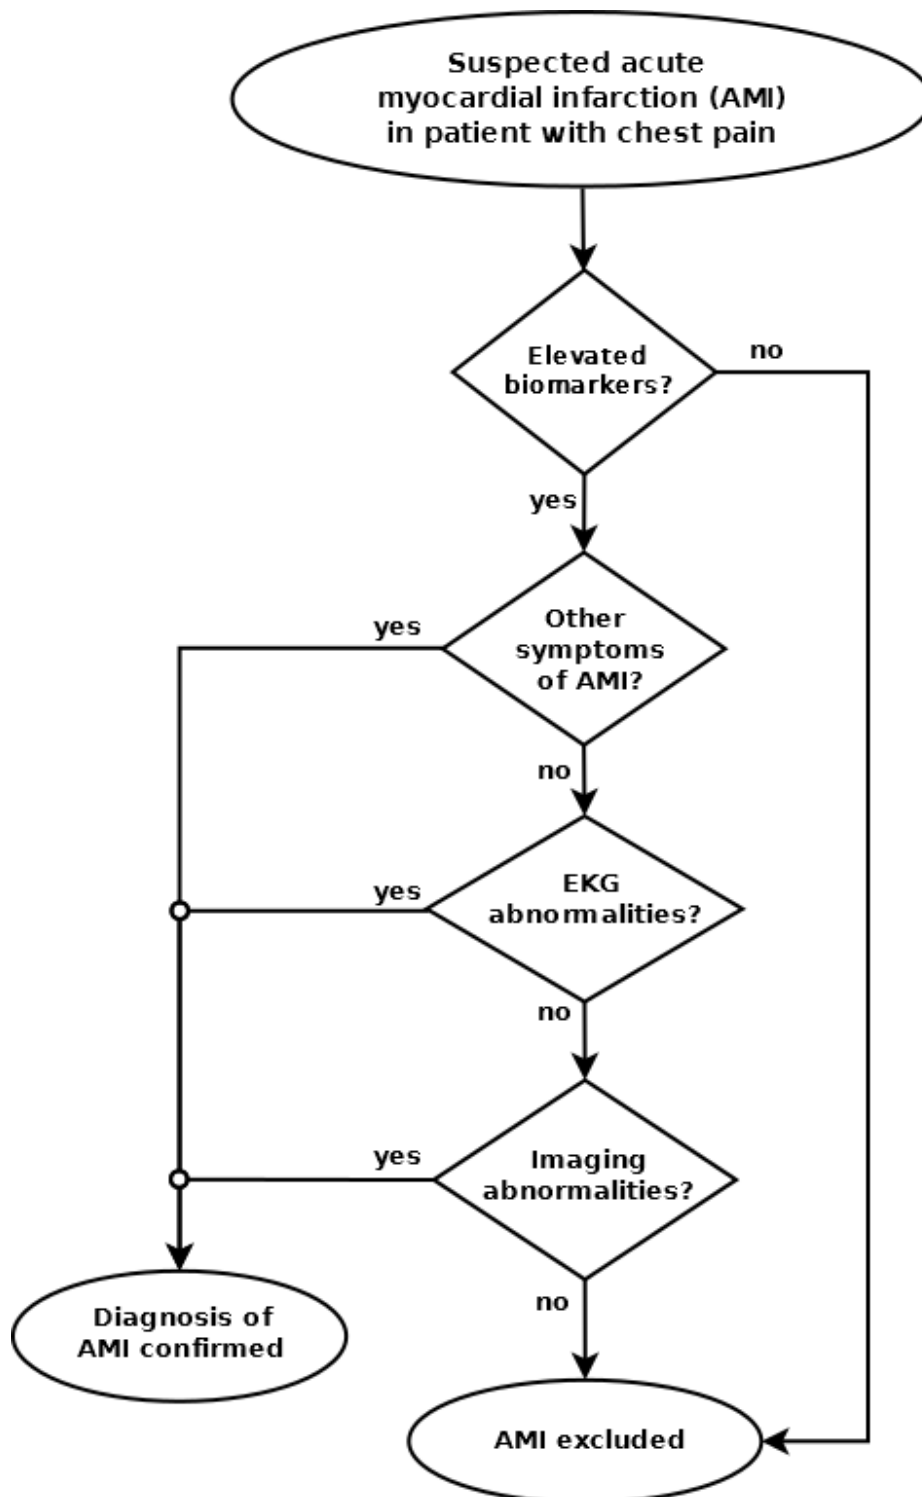 Suspected acute
myocardial infarction (AMI)
in patient with chest pain
Elevated
biomarkers?
no
yes
Other
symptoms
of AMI?
yes
no
EKG
abnormalities?
yes
no
Imaging
abnormalities?
yes
no
Diagnosis of
AMI confirmed
AMI excluded